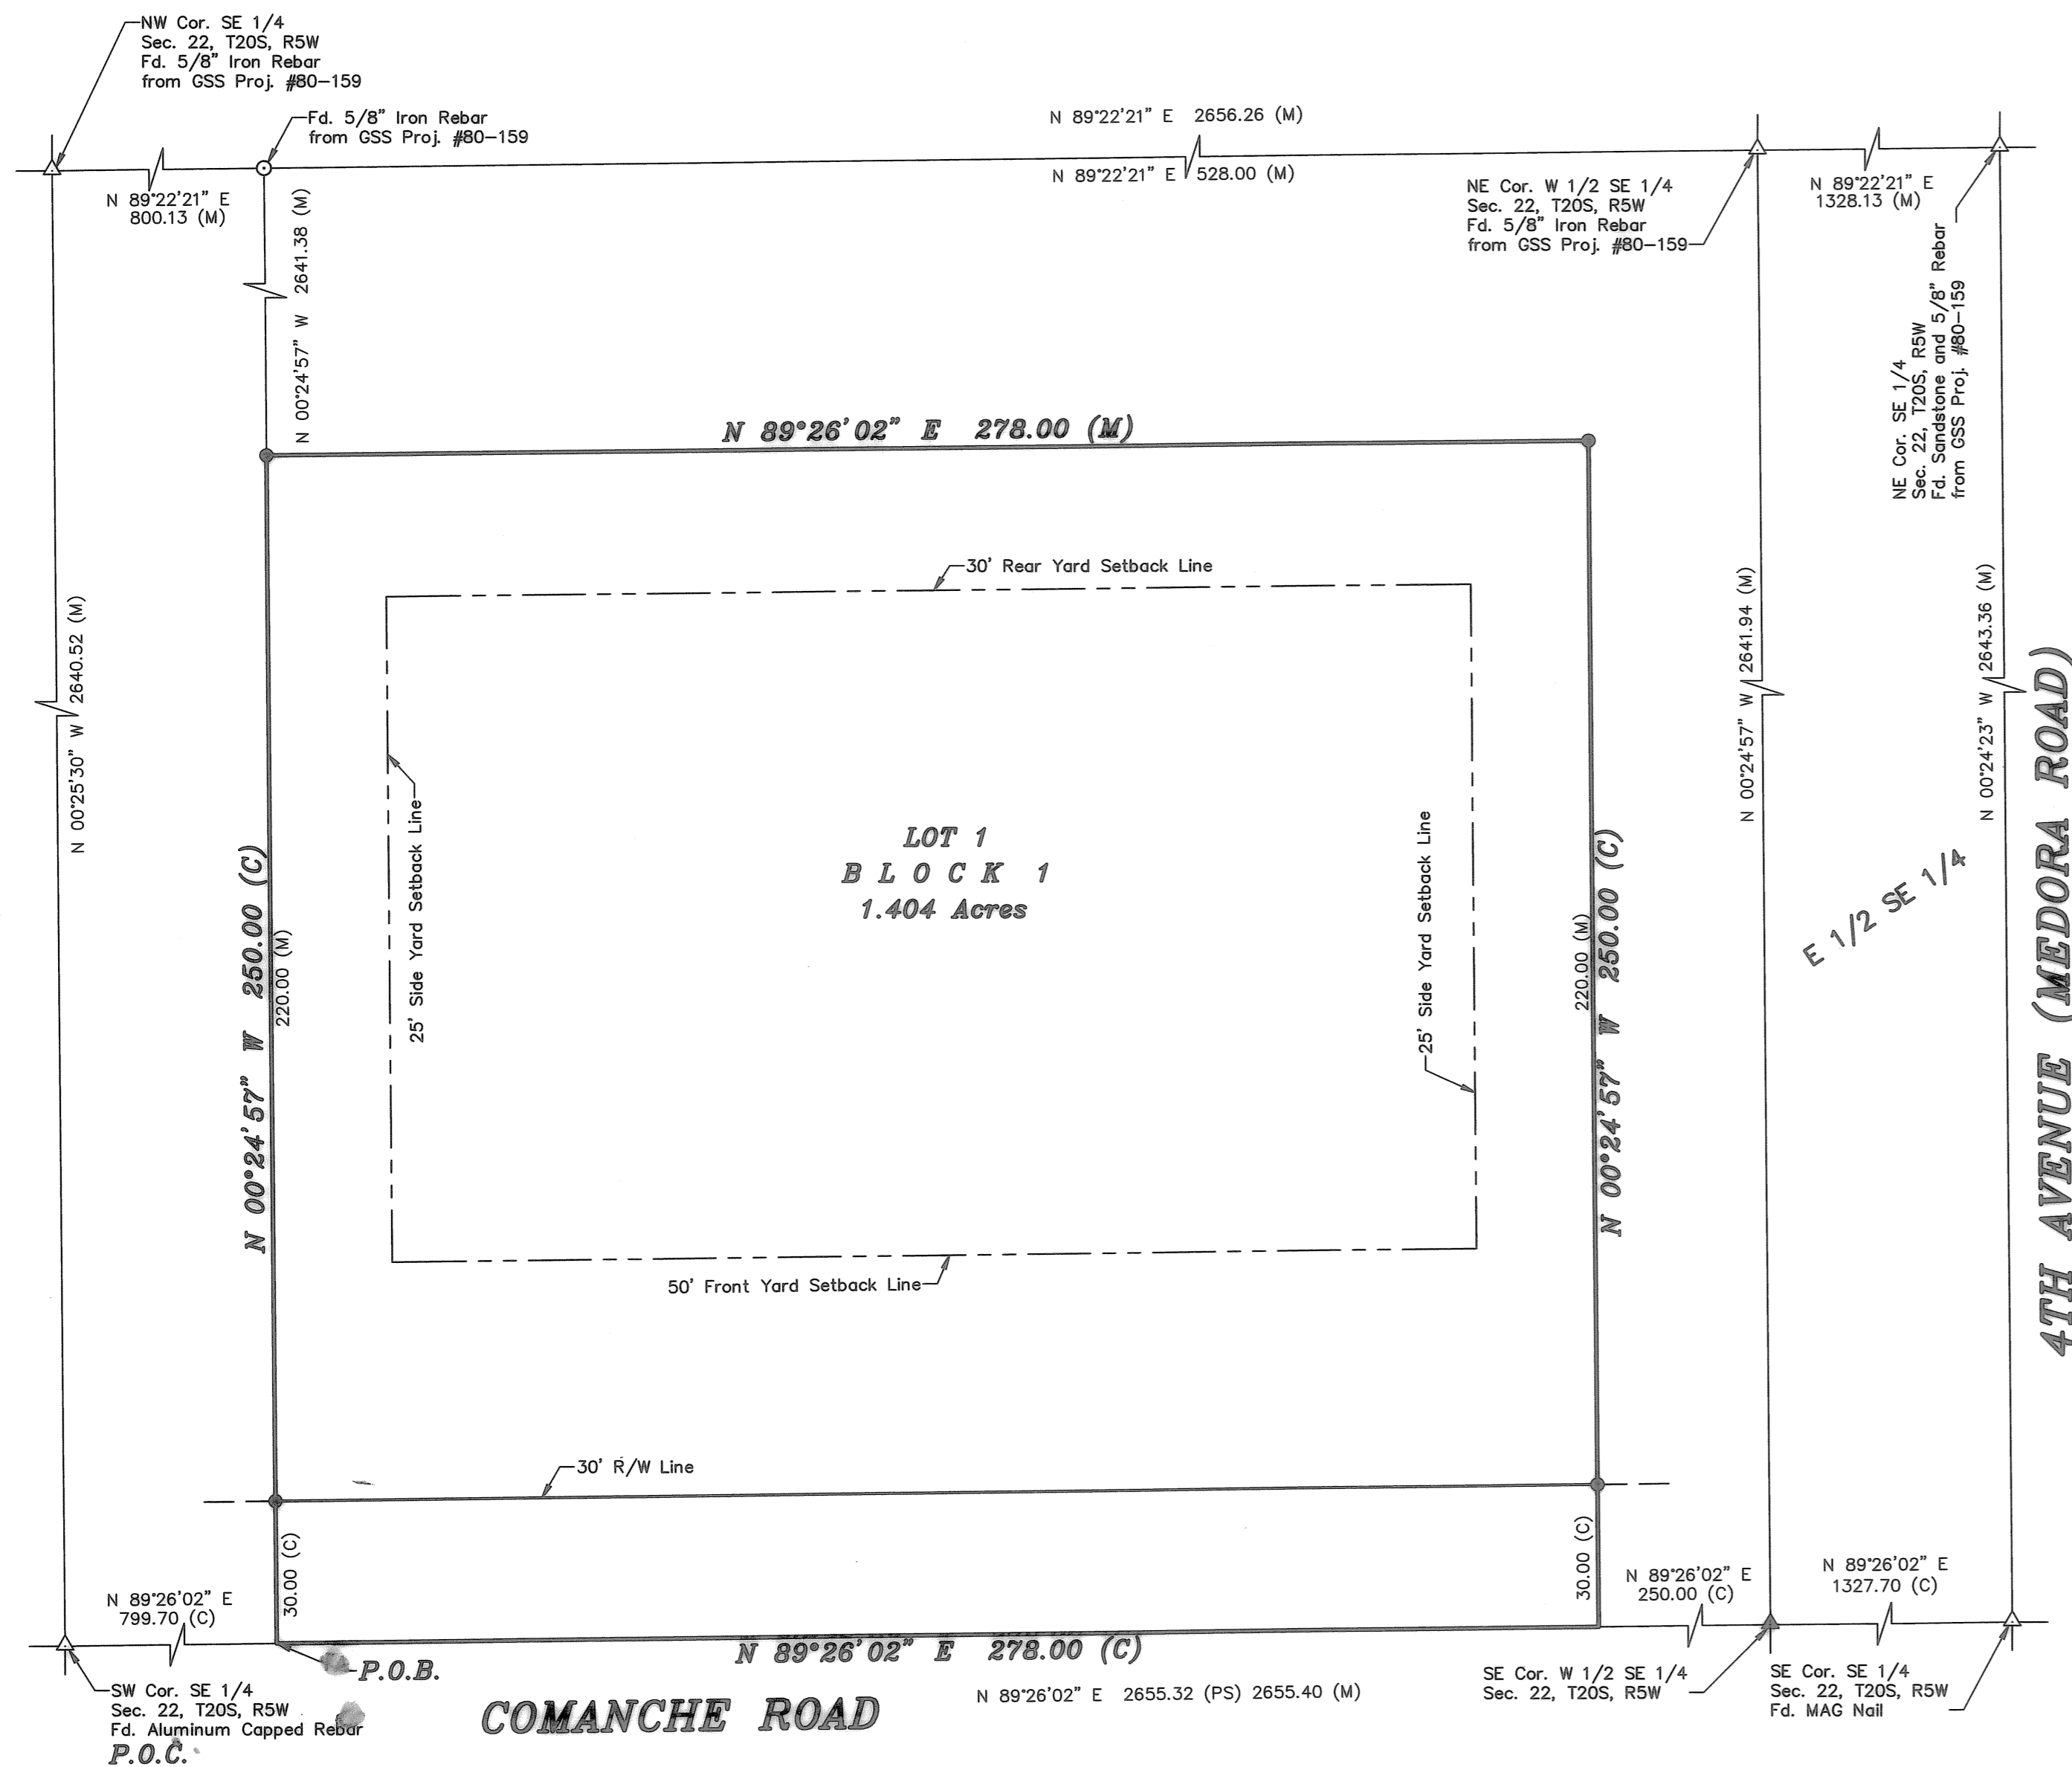 NW Cor. SE 1/4
Sec. 22, T20S, R5W
Fd. 5/8" Iron Rebar
from GSS Proj. #80-159
Fd. 5/8" Iron Rebar
from GSS Proj. #80-159
N 89°22'21" E 2656.26 (M)
N 89°22'21" E 528.00 (M)
N 89°22'21" E
800.13 (M)
NE Cor. W 1/2 SE 1/4
Sec. 22, T20S, R5W
Fd. 5/8" Iron Rebar
from GSS Proj. #80-159
N 89°22'21" E
1328.13 (M)
N 00°24'57" W 2641.38 (M)
NE Cor. SE 1/4
Sec. 22, T20S, R5W
Fd. Sandstone and 5/8" Rebar
from GSS Proj. #80-159
N 89°26'02" E 278.00 (M)
30' Rear Yard Setback Line
N 00°25'30" W 2640.52 (M)
N 00°24'57" W 250.00 (C)
220.00 (M)
25' Side Yard Setback Line
LOT 1
BLOCK 1
1.404 Acres
25' Side Yard Setback Line
220.00 (M)
N 00°24'57" W 250.00 (C)
N 00°24'57" W 2641.94 (M)
E 1/2 SE 1/4
N 00°24'23" W 2643.36 (M)
4TH AVENUE (MEDORA ROAD)
50' Front Yard Setback Line
30' R/W Line
30.00 (C)
30.00 (C)
N 89°26'02" E
799.70 (C)
N 89°26'02" E
250.00 (C)
N 89°26'02" E
1327.70 (C)
N 89°26'02" E 278.00 (C)
P.O.B.
SW Cor. SE 1/4
Sec. 22, T20S, R5W
Fd. Aluminum Capped Rebar
P.O.C.
COMANCHE ROAD
N 89°26'02" E 2655.32 (PS) 2655.40 (M)
SE Cor. W 1/2 SE 1/4
Sec. 22, T20S, R5W
SE Cor. SE 1/4
Sec. 22, T20S, R5W
Fd. MAG Nail